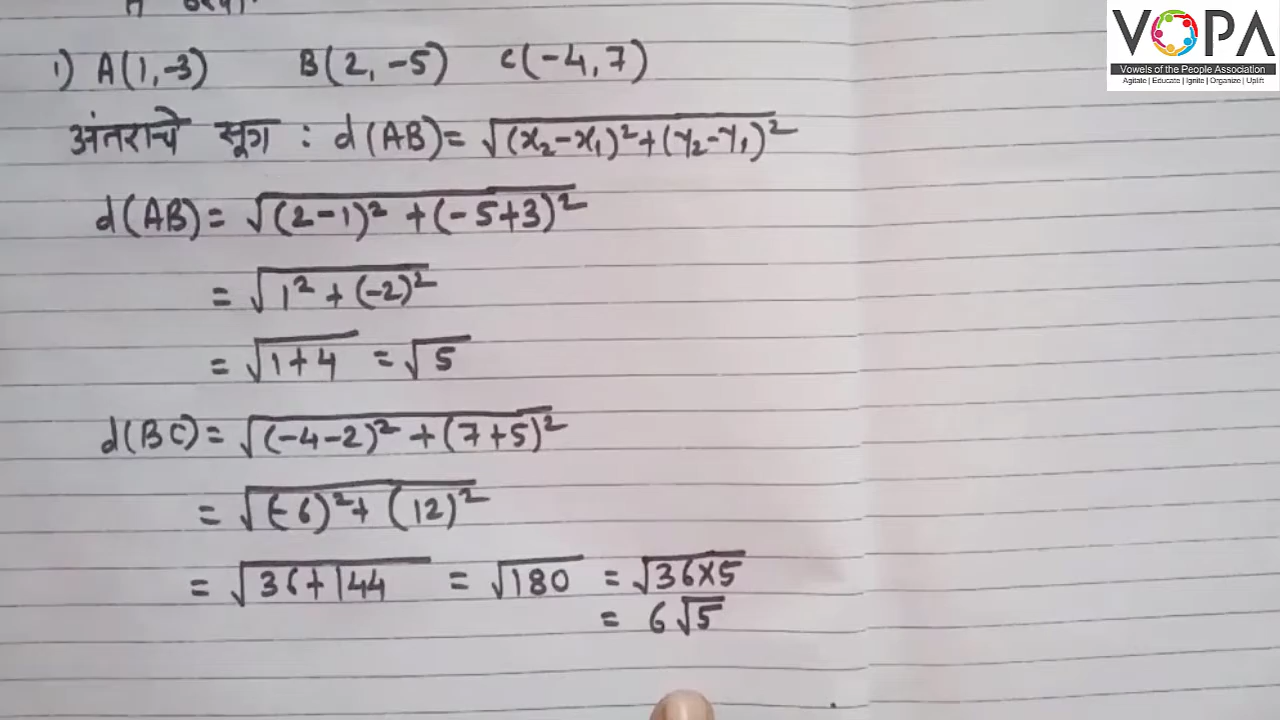 VOPA
Vowels of the People Association
Agitate | Educate | Ignite | Organize | Uplift
1) A(1,-3) B(2, -5) C(-4,7)
अंतराचे सूत्र : d(AB)= √(x₂-x₁)²+(y₂-y₁)²
d(AB)= √(2-1)² +(-5+3)²
= √1² + (-2)²
= √1+4 = √5
d(BC)= √(-4-2)² +(7+5)²
= √(-6)²+ (12)²
= √36+144 = √180 = √36×5
= 6√5